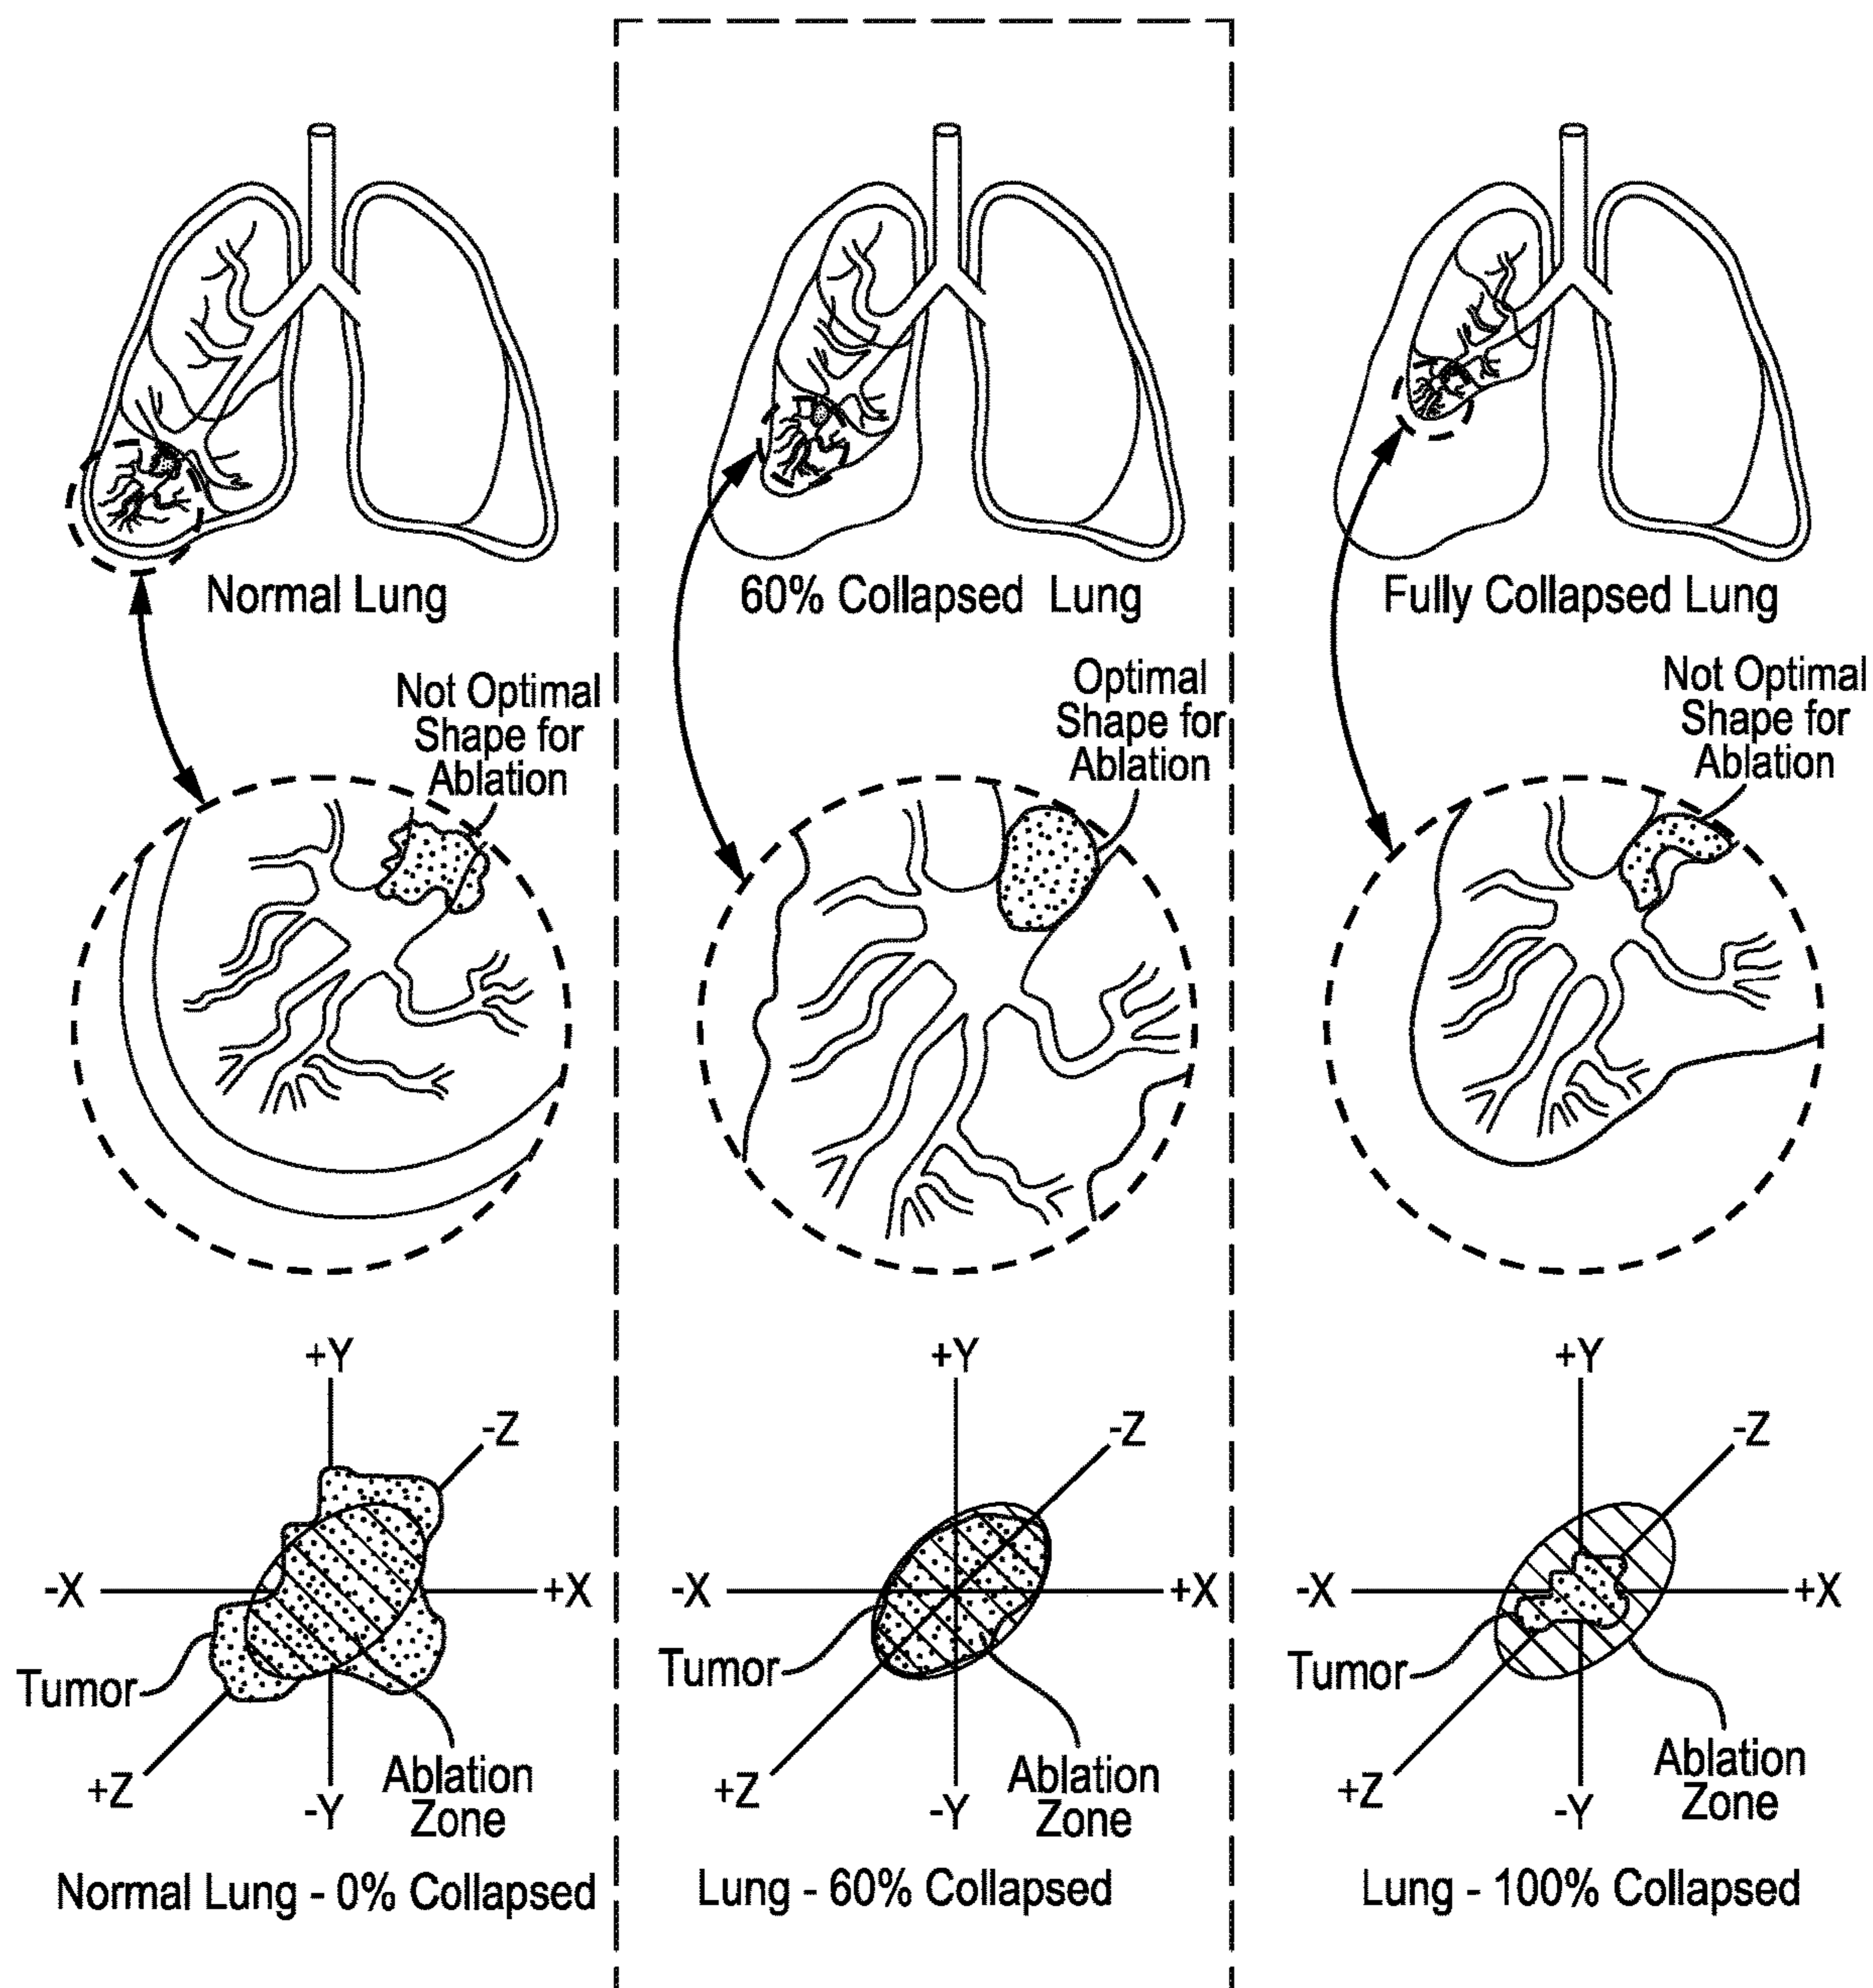 Normal Lung
60% Collapsed Lung
Fully Collapsed Lung
Not Optimal
Shape for
Ablation
Optimal
Shape for
Ablation
Not Optimal
Shape for
Ablation
+Y
-Z
-X
+X
Tumor
+Z
-Y
Ablation
Zone
Normal Lung - 0% Collapsed
+Y
-Z
-X
+X
Tumor
+Z
-Y
Ablation
Zone
Lung - 60% Collapsed
+Y
-Z
-X
+X
Tumor
+Z
-Y
Ablation
Zone
Lung - 100% Collapsed